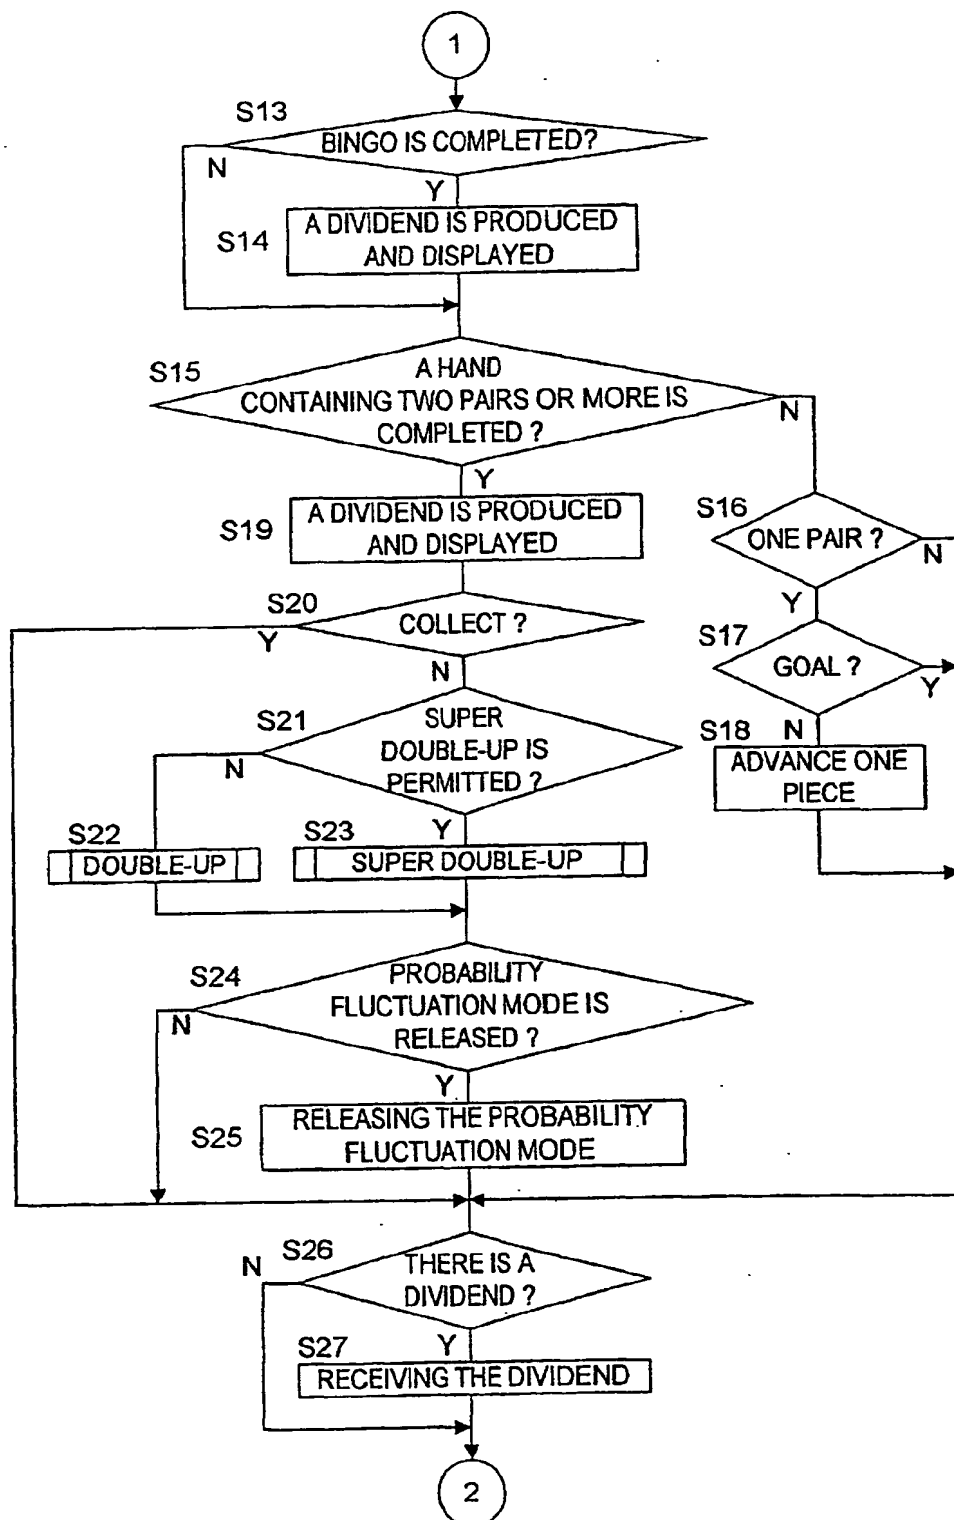 1
S13
BINGO IS COMPLETED?
N
Y
S14
A DIVIDEND IS PRODUCED
AND DISPLAYED
S15
A HAND
CONTAINING TWO PAIRS OR MORE IS
COMPLETED ?
N
Y
S16
ONE PAIR ?
N
Y
S19
A DIVIDEND IS PRODUCED
AND DISPLAYED
S20
COLLECT ?
Y
N
S17
GOAL ?
Y
N
S18
ADVANCE ONE
PIECE
S21
SUPER
DOUBLE-UP IS
PERMITTED ?
N
Y
S22
DOUBLE-UP
S23
SUPER DOUBLE-UP
S24
PROBABILITY
FLUCTUATION MODE IS
RELEASED ?
N
Y
S25
RELEASING THE PROBABILITY
FLUCTUATION MODE
S26
THERE IS A
DIVIDEND ?
N
Y
S27
RECEIVING THE DIVIDEND
2